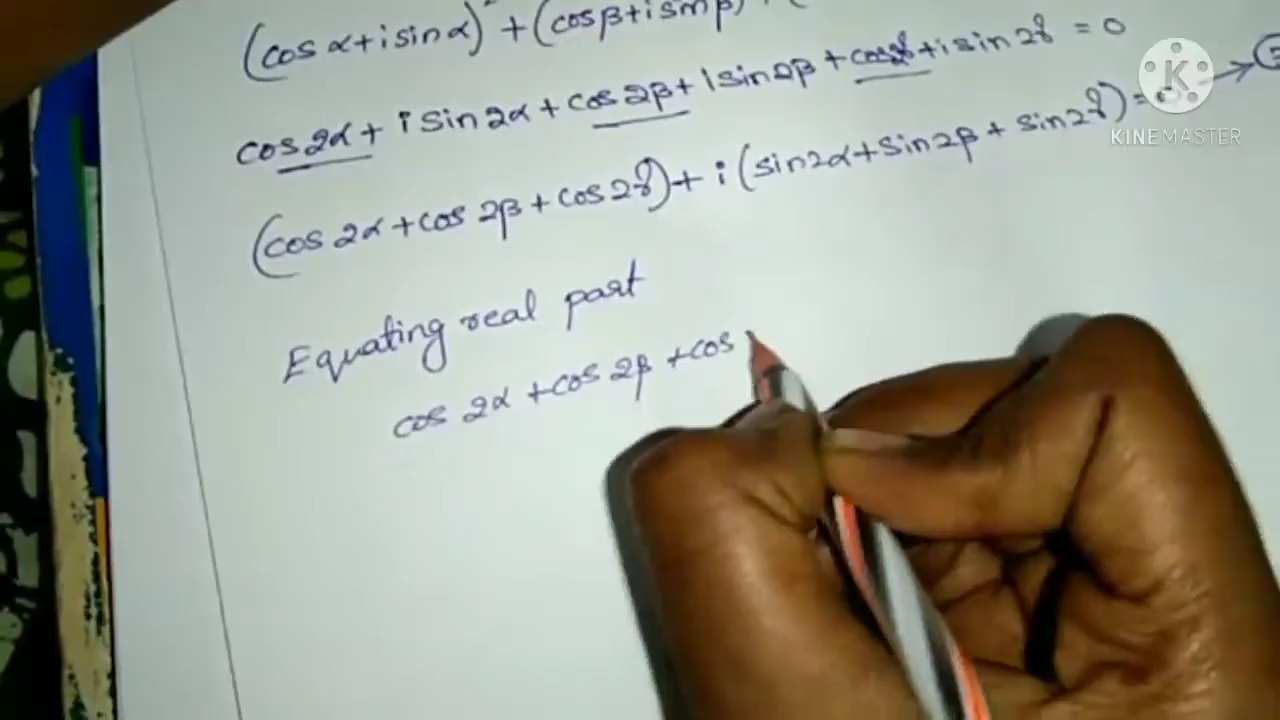 (cos α + i sin α)² + (cos β + i sin β)
cos 2α + i sin 2α + cos 2β + i sin 2β + cos 2γ + i sin 2γ = 0
(cos 2α + cos 2β + cos 2γ) + i (sin 2α + sin 2β + sin 2γ) = 0 →
Equating real part
cos 2α + cos 2β + cos
K
KINEMASTER